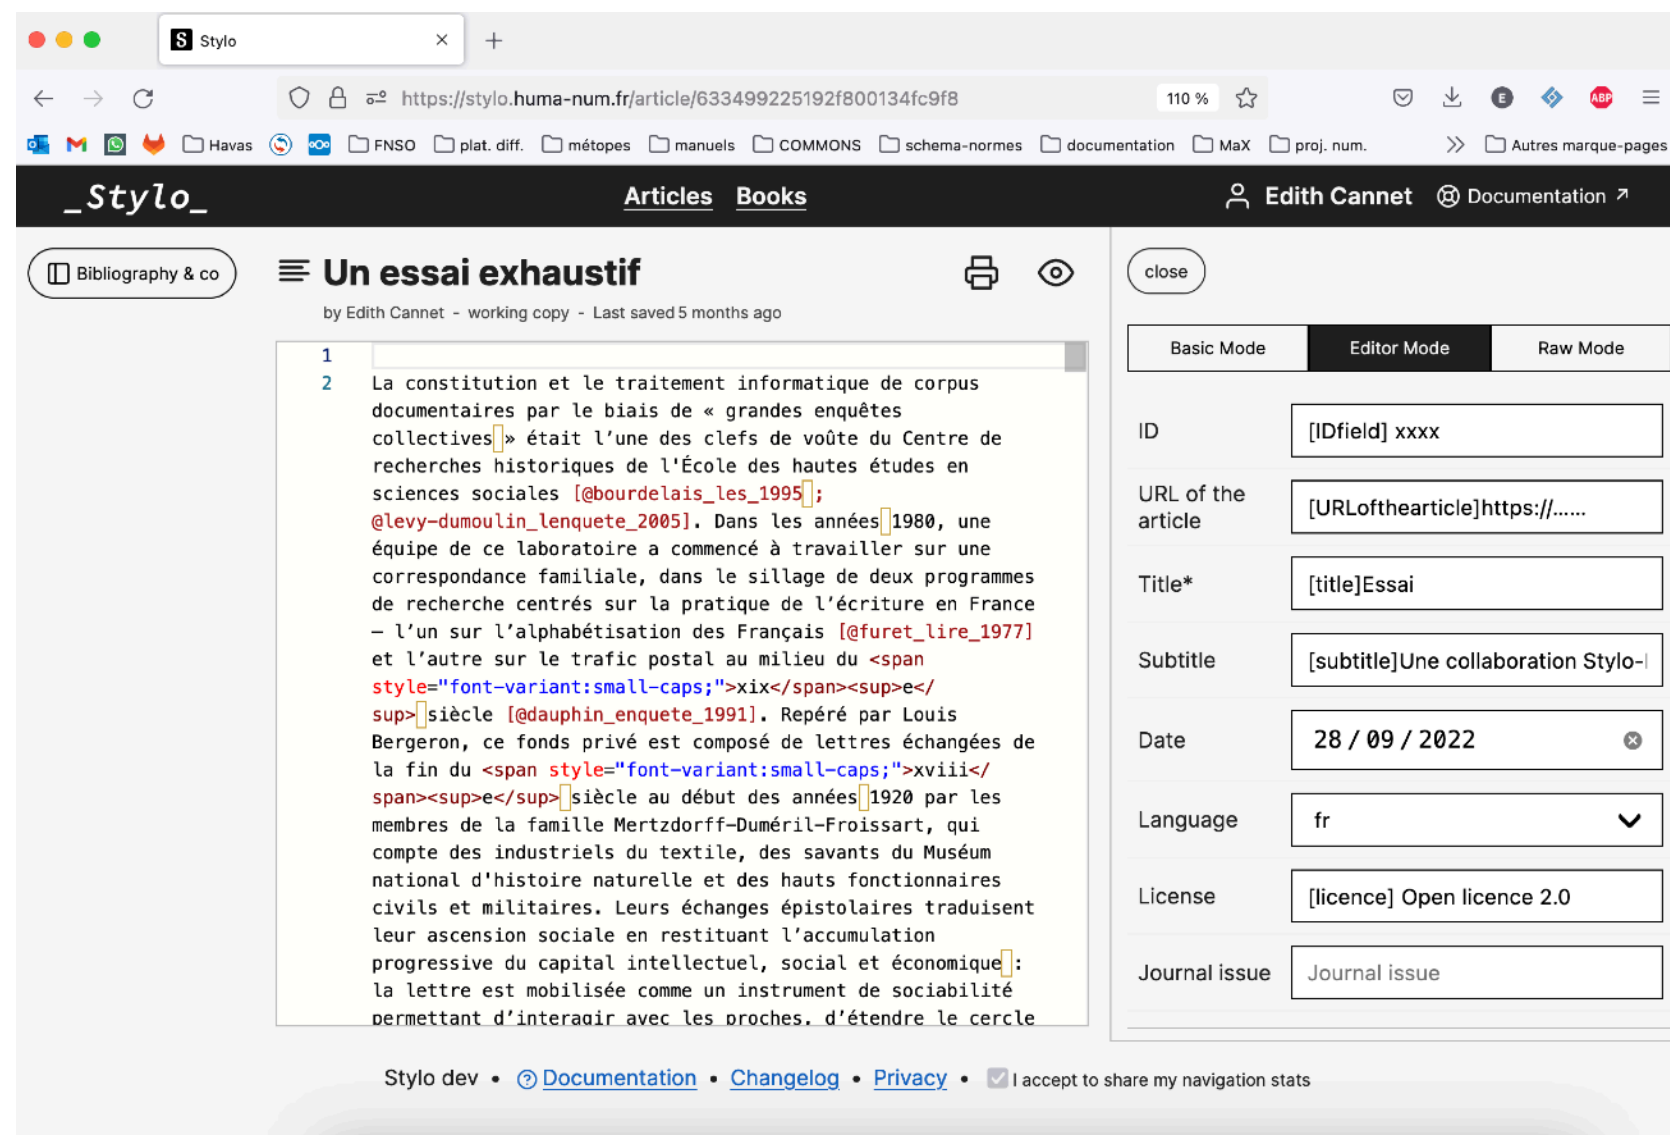 Stylo
https://stylo.huma-num.fr/article/633499225192f800134fc9f8
110 %
E
ABP
Havas
FNSO
plat. diff.
métopes
manuels
COMMONS
schema-normes
documentation
MaX
proj. num.
Autres marque-pages
_Stylo_
Articles
Books
Edith Cannet
Documentation
Bibliography & co
Un essai exhaustif
by Edith Cannet - working copy - Last saved 5 months ago
1
2
La constitution et le traitement informatique de corpus
documentaires par le biais de « grandes enquêtes
collectives » était l’une des clefs de voûte du Centre de
recherches historiques de l'École des hautes études en
sciences sociales [@bourdelais_les_1995 ;
@levy-dumoulin_lenquete_2005]. Dans les années 1980, une
équipe de ce laboratoire a commencé à travailler sur une
correspondance familiale, dans le sillage de deux programmes
de recherche centrés sur la pratique de l’écriture en France
– l’un sur l’alphabétisation des Français [@furet_lire_1977]
et l’autre sur le trafic postal au milieu du <span
style="font-variant:small-caps;">xix</span><sup>e</
sup> siècle [@dauphin_enquete_1991]. Repéré par Louis
Bergeron, ce fonds privé est composé de lettres échangées de
la fin du <span style="font-variant:small-caps;">xviii</
span><sup>e</sup> siècle au début des années 1920 par les
membres de la famille Mertzdorff-Duméril-Froissart, qui
compte des industriels du textile, des savants du Muséum
national d'histoire naturelle et des hauts fonctionnaires
civils et militaires. Leurs échanges épistolaires traduisent
leur ascension sociale en restituant l’accumulation
progressive du capital intellectuel, social et économique :
la lettre est mobilisée comme un instrument de sociabilité
permettant d’interagir avec les proches, d’étendre le cercle
close
Basic Mode
Editor Mode
Raw Mode
ID
[IDfield] xxxx
URL of the
article
[URLofthearticle]https://......
Title*
[title]Essai
Subtitle
[subtitle]Une collaboration Stylo-
Date
28 / 09 / 2022
Language
fr
License
[licence] Open licence 2.0
Journal issue
Journal issue
Stylo dev • Documentation • Changelog • Privacy • I accept to share my navigation stats